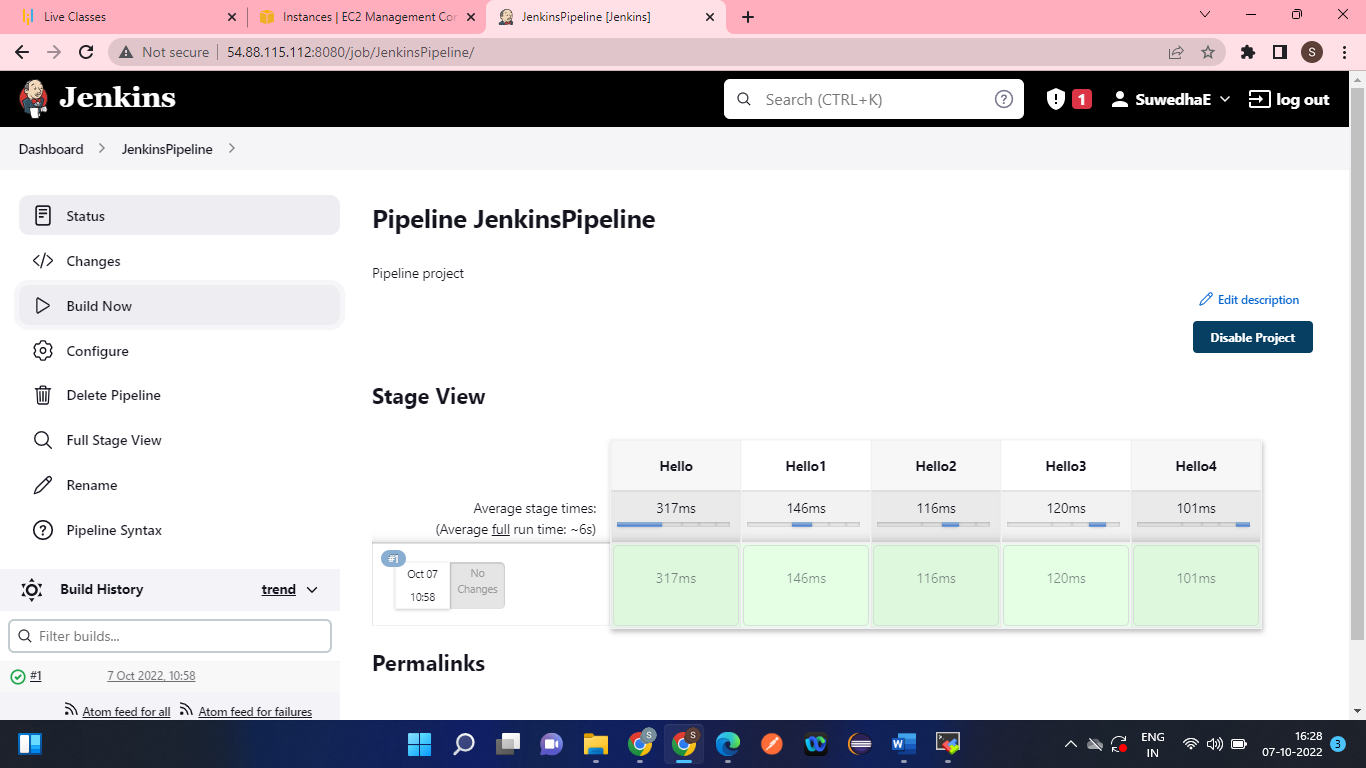 Live Classes
Instances | EC2 Management Con
JenkinsPipeline [Jenkins]
Not secure
54.88.115.112:8080/job/JenkinsPipeline/
S
Jenkins
Search (CTRL+K)
?
1
SuwedhaE
log out
Dashboard
JenkinsPipeline
Status
Changes
Build Now
Configure
Delete Pipeline
Full Stage View
Rename
Pipeline Syntax
Build History
trend
Filter builds...
#1
7 Oct 2022, 10:58
Atom feed for all
Atom feed for failures
Pipeline JenkinsPipeline
Pipeline project
Edit description
Disable Project
Stage View
Hello
Hello1
Hello2
Hello3
Hello4
Average stage times:
(Average full run time: ~6s)
317ms
146ms
116ms
120ms
101ms
#1
Oct 07
10:58
No
Changes
317ms
146ms
116ms
120ms
101ms
Permalinks
S
S
ENG
IN
16:28
07-10-2022
3